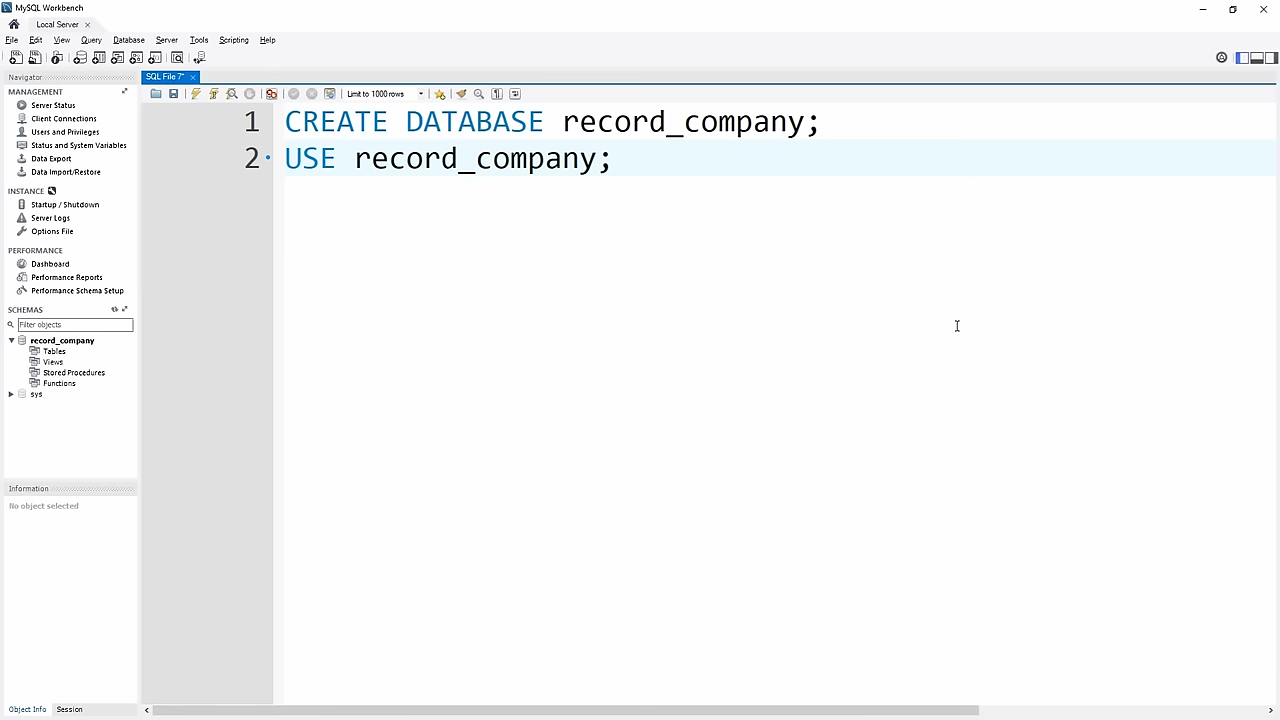 MySQL Workbench
Local Server
File Edit View Query Database Server Tools Scripting Help
Navigator
SQL File 7*
MANAGEMENT
Server Status
Client Connections
Users and Privileges
Status and System Variables
Data Export
Data Import/Restore
INSTANCE
Startup / Shutdown
Server Logs
Options File
PERFORMANCE
Dashboard
Performance Reports
Performance Schema Setup
SCHEMAS
Filter objects
record_company
Tables
Views
Stored Procedures
Functions
sys
Information
No object selected
Object Info Session
Limit to 1000 rows
1 CREATE DATABASE record_company;
2 USE record_company;